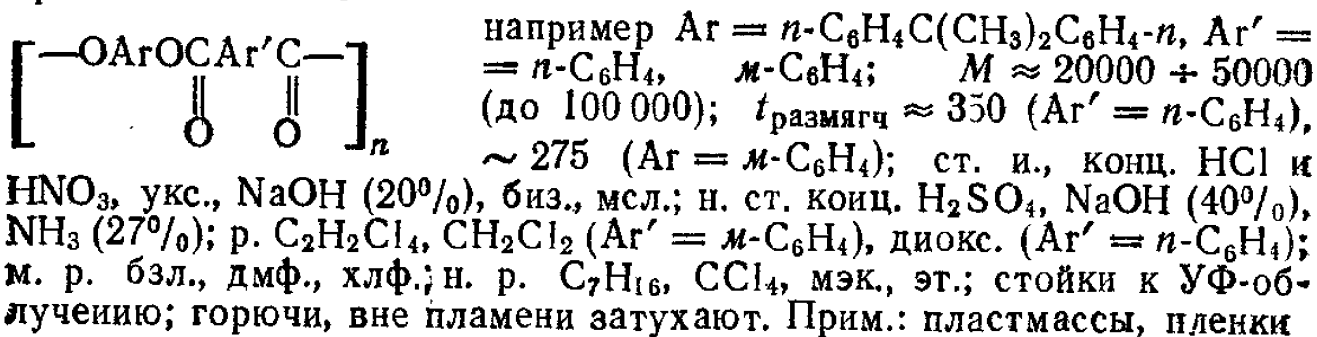 например Ar = п-C₆H₄C(CH₃)₂C₆H₄-п, Ar′ =
[—OArOCAr′C—]n
O O
= п-C₆H₄, м-C₆H₄; M ≈ 20000 ÷ 50000
(до 100 000); tразмягч ≈ 350 (Ar′ = п-C₆H₄),
~ 275 (Ar = м-C₆H₄); ст. и., конц. HCl и
HNO₃, укс., NaOH (20%), биз., мсл.; н. ст. конц. H₂SO₄, NaOH (40%),
NH₃ (27%); р. C₂H₂Cl₄, CH₂Cl₂ (Ar′ = м-C₆H₄), диокс. (Ar′ = п-C₆H₄);
м. р. бзл., дмф., хлф.; н. р. C₇H₁₆, CCl₄, мэк., эт.; стойки к УФ-об-
лучению; горючи, вне пламени затухают. Прим.: пластмассы, пленки